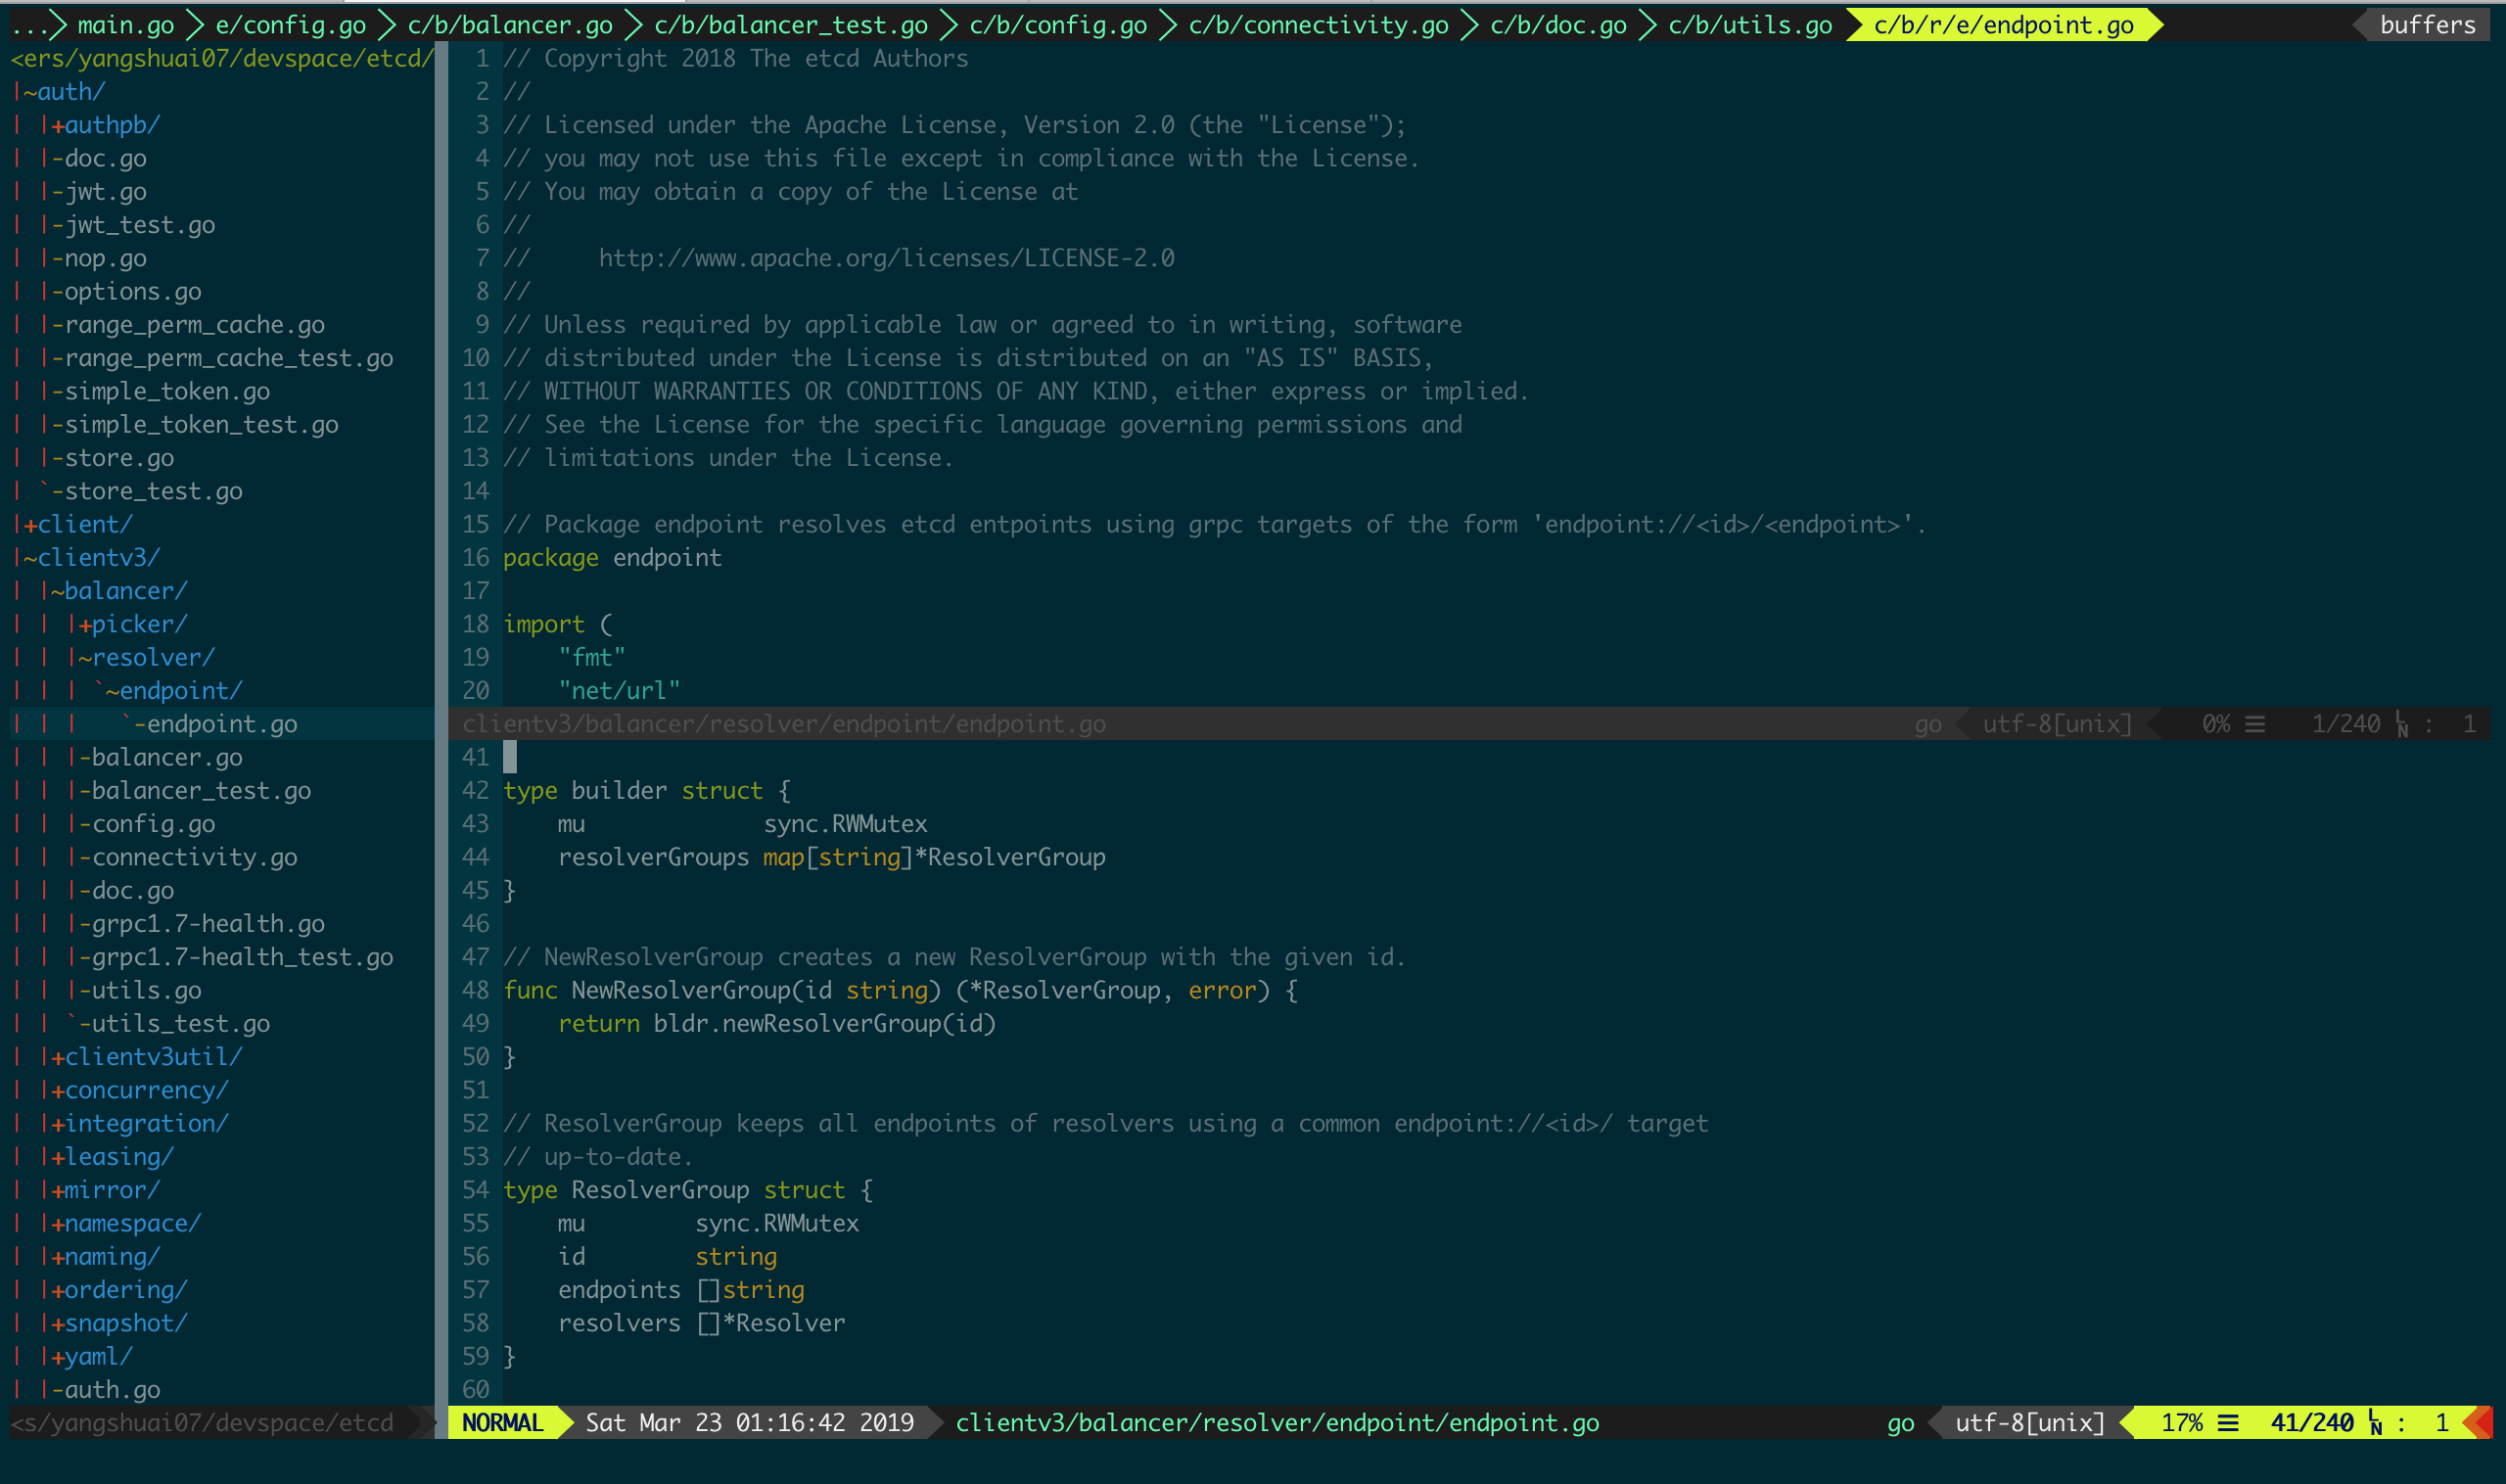 ... main.go e/config.go c/b/balancer.go c/b/balancer_test.go c/b/config.go c/b/connectivity.go c/b/doc.go c/b/utils.go c/b/r/e/endpoint.go buffers
<ers/yangshuai07/devspace/etcd/
|~auth/
| |+authpb/
| |-doc.go
| |-jwt.go
| |-jwt_test.go
| |-nop.go
| |-options.go
| |-range_perm_cache.go
| |-range_perm_cache_test.go
| |-simple_token.go
| |-simple_token_test.go
| |-store.go
| `-store_test.go
|+client/
|~clientv3/
| |~balancer/
| | |+picker/
| | |~resolver/
| | | `~endpoint/
| | |   `-endpoint.go
| | |-balancer.go
| | |-balancer_test.go
| | |-config.go
| | |-connectivity.go
| | |-doc.go
| | |-grpc1.7-health.go
| | |-grpc1.7-health_test.go
| | |-utils.go
| | `-utils_test.go
| |+clientv3util/
| |+concurrency/
| |+integration/
| |+leasing/
| |+mirror/
| |+namespace/
| |+naming/
| |+ordering/
| |+snapshot/
| |+yaml/
| |-auth.go
<s/yangshuai07/devspace/etcd
1 // Copyright 2018 The etcd Authors
2 //
3 // Licensed under the Apache License, Version 2.0 (the "License");
4 // you may not use this file except in compliance with the License.
5 // You may obtain a copy of the License at
6 //
7 //     http://www.apache.org/licenses/LICENSE-2.0
8 //
9 // Unless required by applicable law or agreed to in writing, software
10 // distributed under the License is distributed on an "AS IS" BASIS,
11 // WITHOUT WARRANTIES OR CONDITIONS OF ANY KIND, either express or implied.
12 // See the License for the specific language governing permissions and
13 // limitations under the License.
14
15 // Package endpoint resolves etcd entpoints using grpc targets of the form 'endpoint://<id>/<endpoint>'.
16 package endpoint
17
18 import (
19     "fmt"
20     "net/url"
clientv3/balancer/resolver/endpoint/endpoint.go go utf-8[unix] 0% ☰ 1/240 LN : 1
41
42 type builder struct {
43     mu             sync.RWMutex
44     resolverGroups map[string]*ResolverGroup
45 }
46
47 // NewResolverGroup creates a new ResolverGroup with the given id.
48 func NewResolverGroup(id string) (*ResolverGroup, error) {
49     return bldr.newResolverGroup(id)
50 }
51
52 // ResolverGroup keeps all endpoints of resolvers using a common endpoint://<id>/ target
53 // up-to-date.
54 type ResolverGroup struct {
55     mu        sync.RWMutex
56     id        string
57     endpoints []string
58     resolvers []*Resolver
59 }
60
NORMAL Sat Mar 23 01:16:42 2019 clientv3/balancer/resolver/endpoint/endpoint.go go utf-8[unix] 17% ☰ 41/240 LN : 1